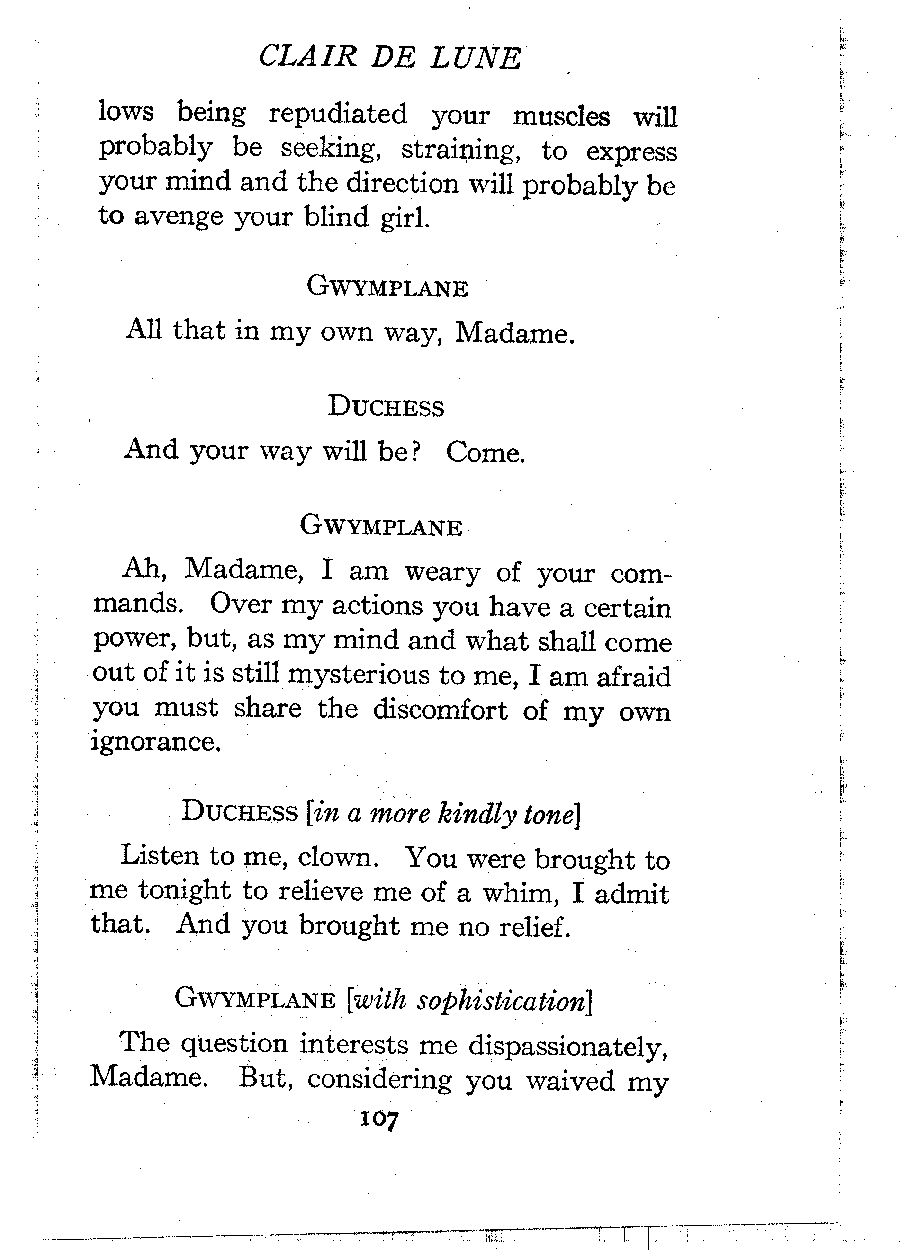 CLAIR DE LUNE
lows being repudiated your muscles will
probably be seeking, straining, to express
your mind and the direction will probably be
to avenge your blind girl.
GWYMPLANE
All that in my own way, Madame.
DUCHESS
And your way will be? Come.
GWYMPLANE
Ah, Madame, I am weary of your com-
mands. Over my actions you have a certain
power, but, as my mind and what shall come
out of it is still mysterious to me, I am afraid
you must share the discomfort of my own
ignorance.
DUCHESS [in a more kindly tone]
Listen to me, clown. You were brought to
me tonight to relieve me of a whim, I admit
that. And you brought me no relief.
GWYMPLANE [with sophistication]
The question interests me dispassionately,
Madame. But, considering you waived my
107